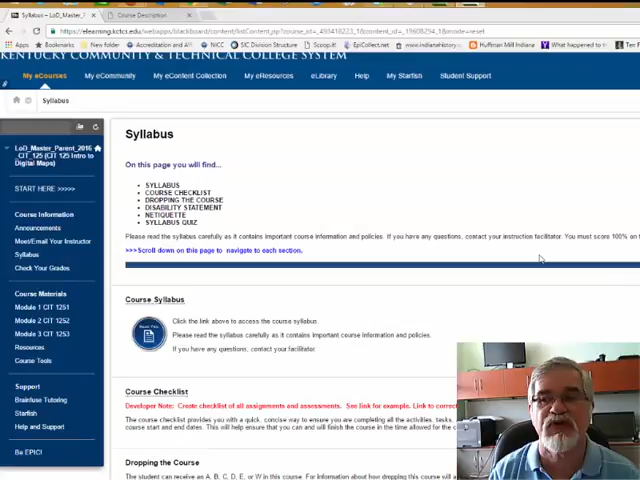 Syllabus – LoD_Master_P
Course Description
https://elearning.kctcs.edu/webapps/blackboard/content/listContent.jsp?course_id=_493418223_1&content_id=_19608294_1&mode=reset
Apps
Bookmarks
New folder
Accreditation and
NICC
SIC Division Structure
Scoop.it!
EpiCollect.net
www.indianahistory
Huffman Mill Indiana
What happened to t
KENTUCKY COMMUNITY & TECHNICAL COLLEGE SYSTEM
My eCourses
My eCommunity
My eContent Collection
My eResources
eLibrary
Help
My Starfish
Student Support
Syllabus
LoD_Master_Parent_2016
_CIT_125 (CIT 125 Intro to
Digital Maps)
START HERE >>>>>
Course Information
Announcements
Meet/Email Your Instructor
Syllabus
Check Your Grades
Course Materials
Module 1 CIT 1251
Module 2 CIT 1252
Module 3 CIT 1253
Resources
Course Tools
Support
Brainfuse Tutoring
Starfish
Help and Support
Be EPIC!
Syllabus
On this page you will find...
SYLLABUS
COURSE CHECKLIST
DROPPING THE COURSE
DISABILITY STATEMENT
NETIQUETTE
SYLLABUS QUIZ
Please read the syllabus carefully as it contains important course information and policies. If you have any questions, contact your instruction facilitator. You must score 100% on
>>>Scroll down on this page to navigate to each section.
Course Syllabus
Click the link above to access the course syllabus.
Please read the syllabus carefully as it contains important course information and policies.
If you have any questions, contact your facilitator.
Course Checklist
Developer Note: Create checklist of all assignments and assessments. See link for example. Link to correct
The course checklist provides you with a quick, concise way to ensure you are completing all the activities, tasks
course start and end dates. This will help ensure that you can and will finish the course in the time allowed for the c
Dropping the Course
The student can receive an A, B, C, D, E, or W in this course. For information about how dropping this course will a